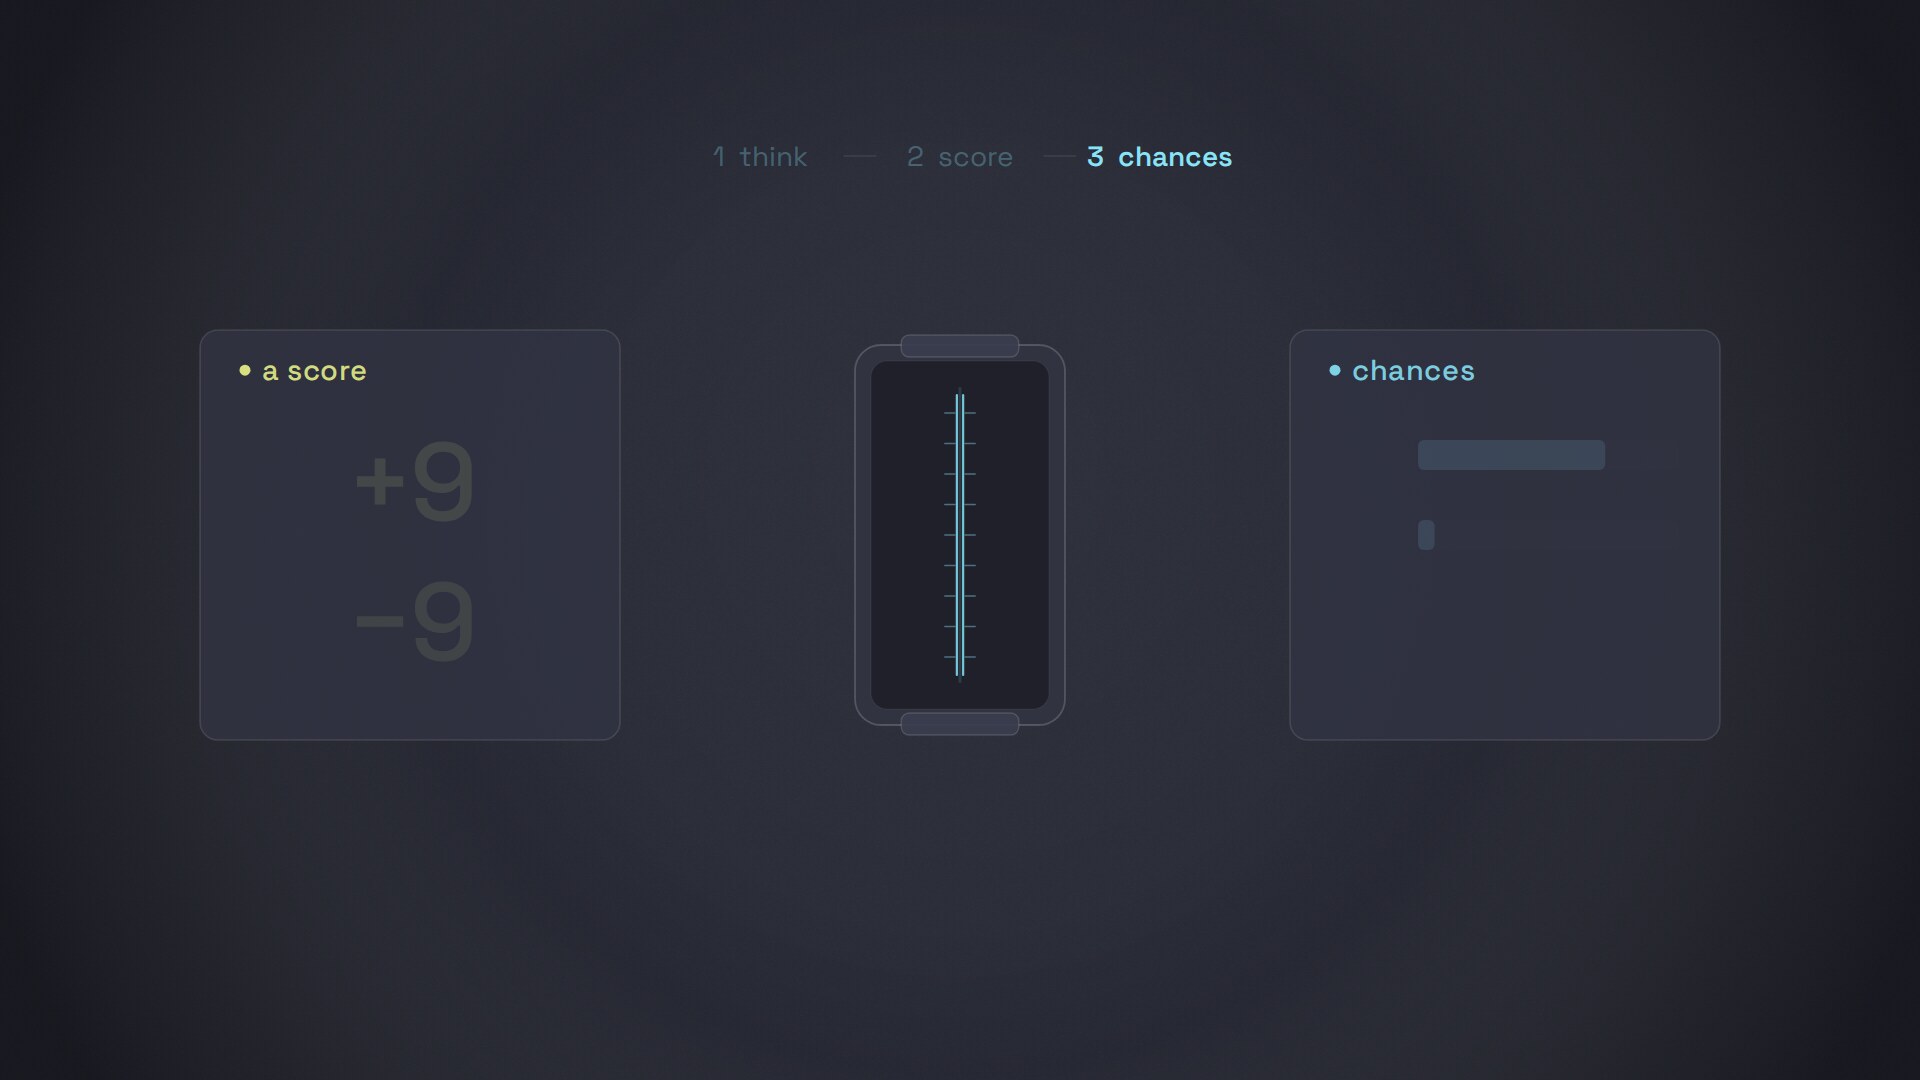 1 think — 2 score — 3 chances
a score
+9
−9
chances